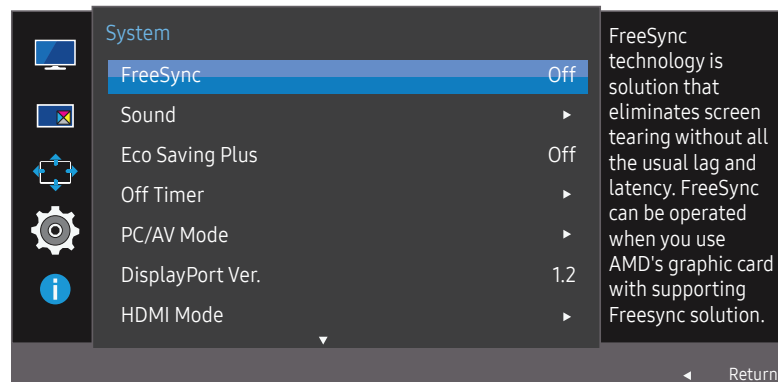 System
FreeSync Off
Sound ▸
Eco Saving Plus Off
Off Timer ▸
PC/AV Mode ▸
DisplayPort Ver. 1.2
HDMI Mode ▸
FreeSync
technology is
solution that
eliminates screen
tearing without all
the usual lag and
latency. FreeSync
can be operated
when you use
AMD's graphic card
with supporting
Freesync solution.
Return